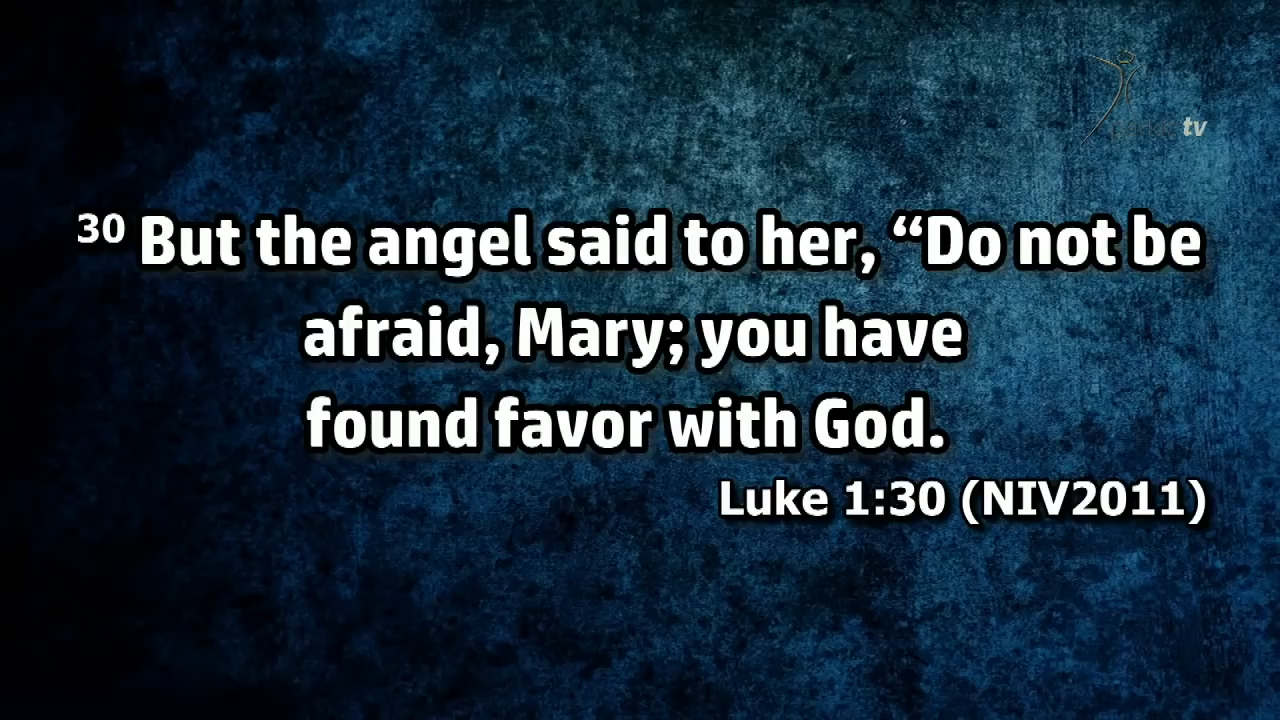 tv
30 But the angel said to her, “Do not be
afraid, Mary; you have
found favor with God.
Luke 1:30 (NIV2011)